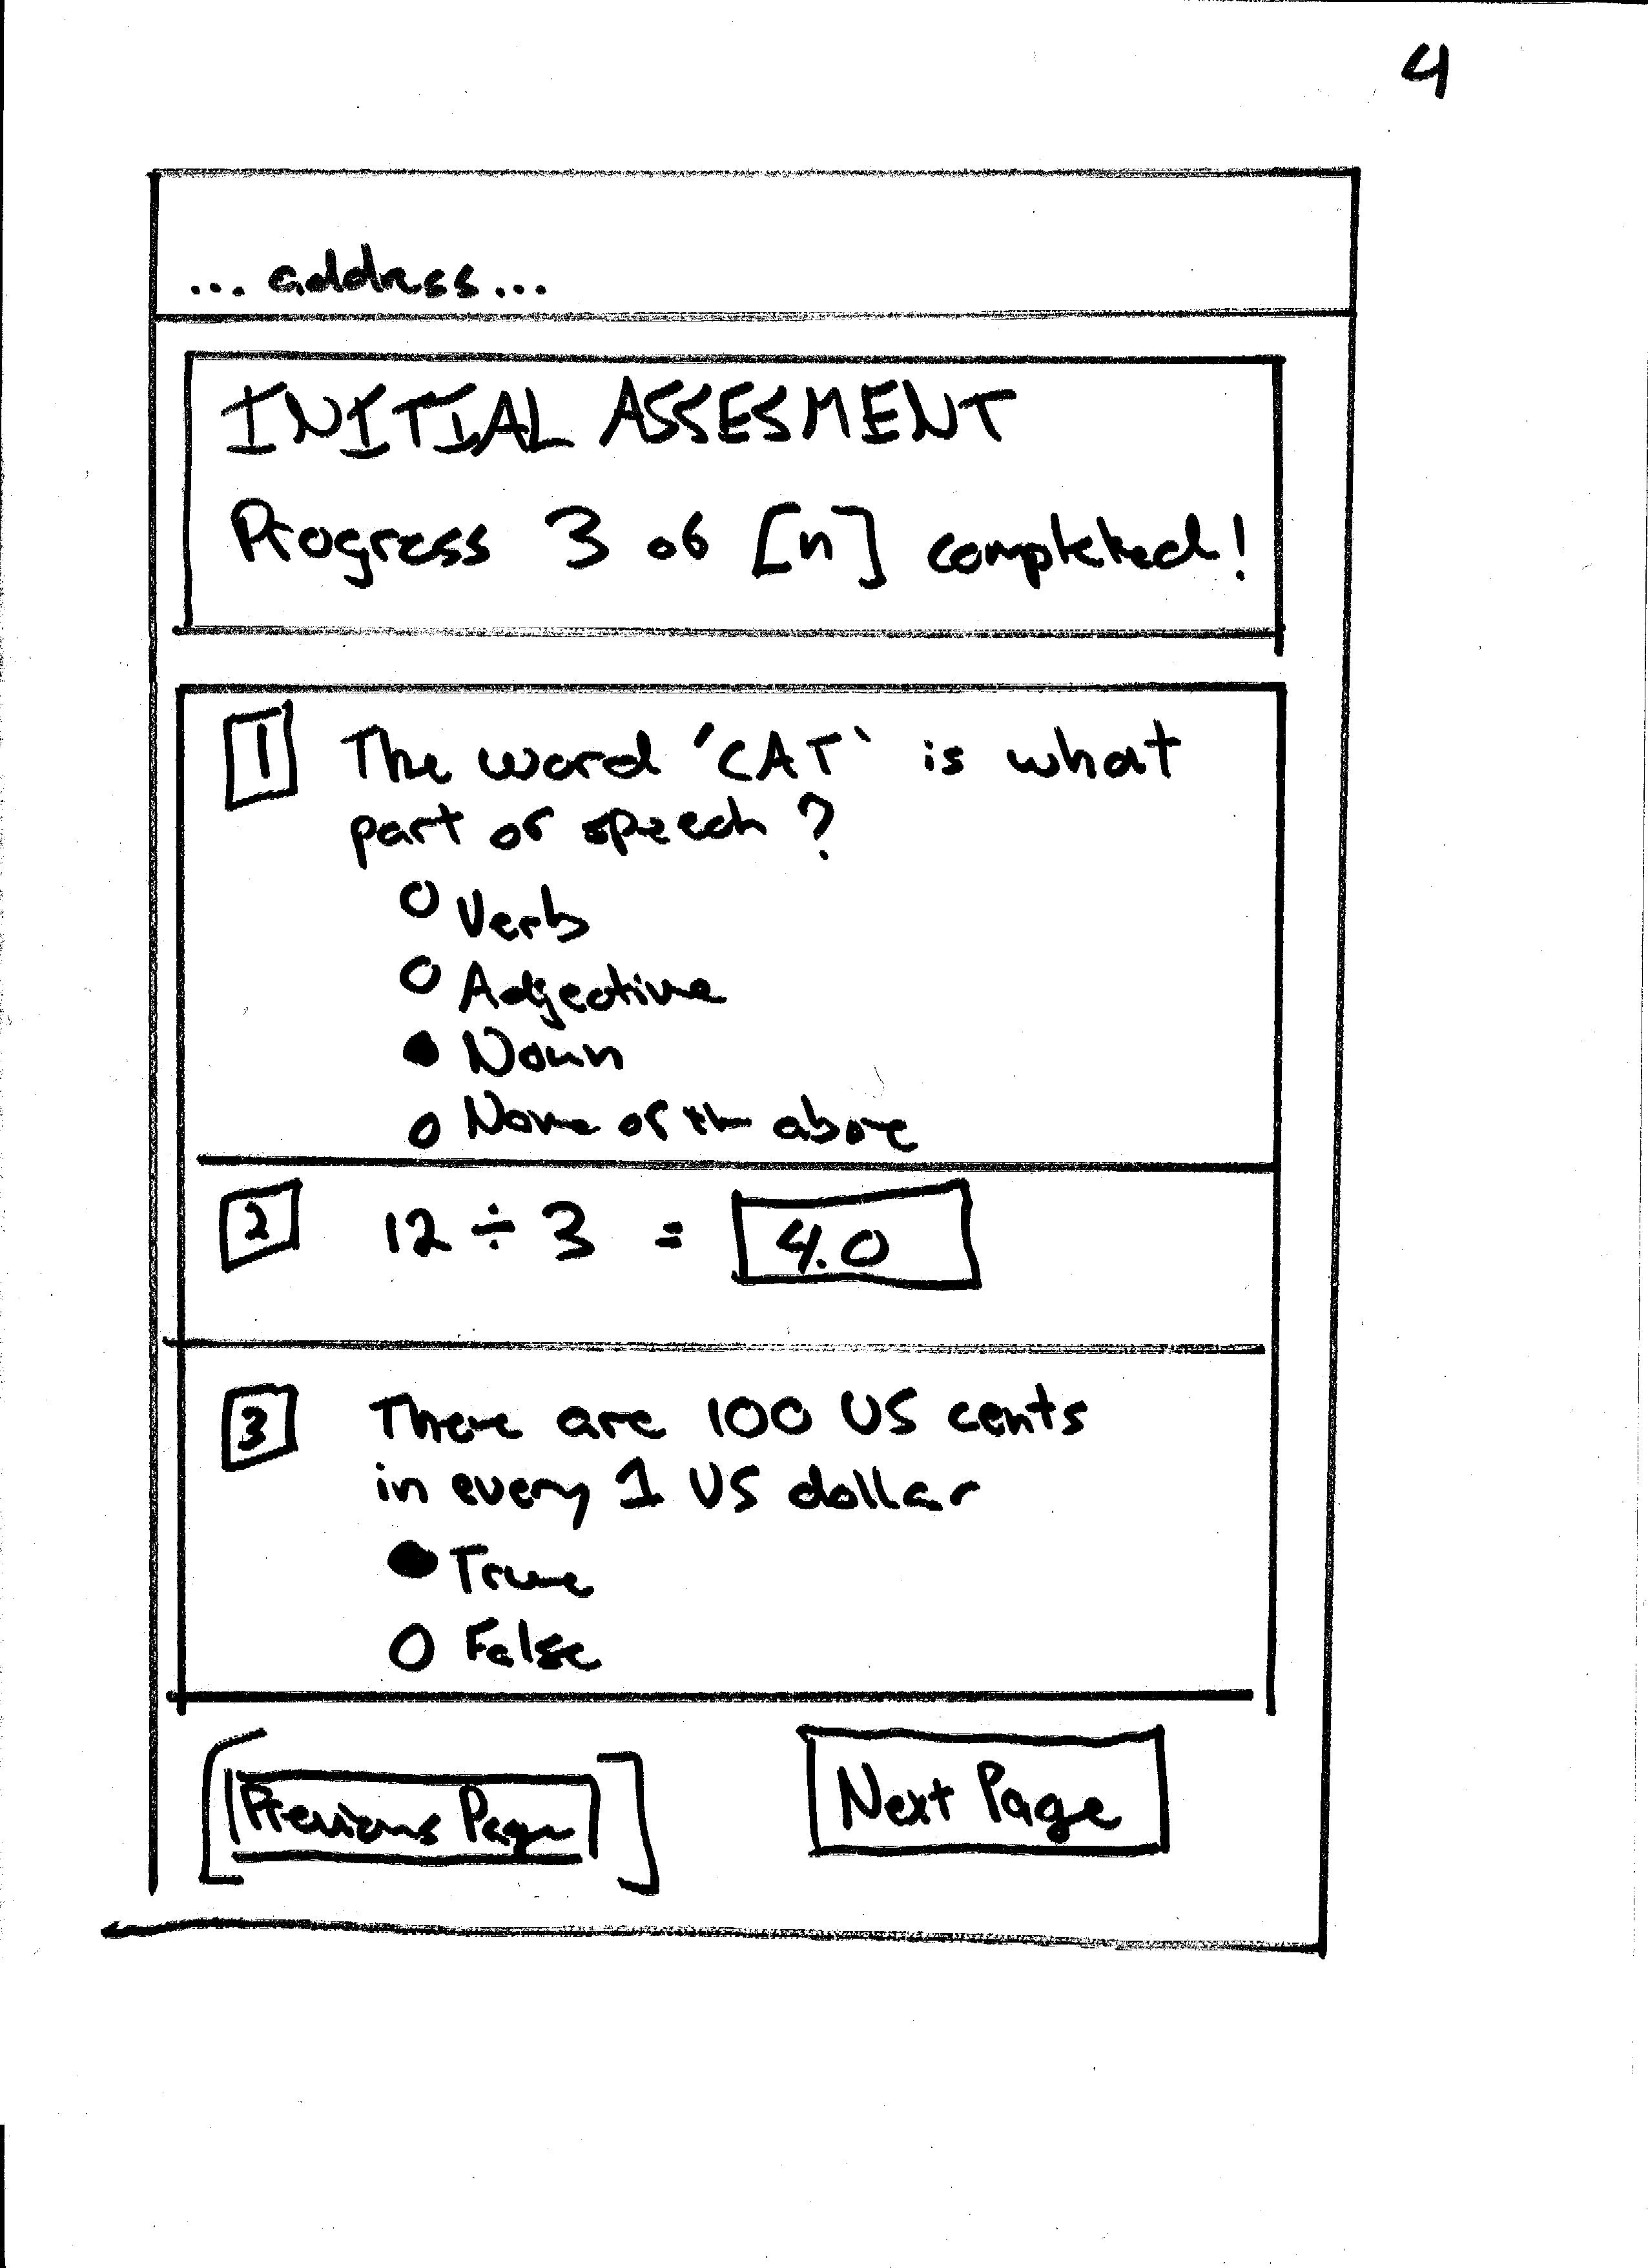 4
... address ...
INITIAL ASSESMENT
Progress 3 of [n] completed!
1 The word 'CAT' is what
part of speech?
Verb
Adjective
Noun
None of the above
2 12 ÷ 3 = 4.0
3 There are 100 US cents
in every 1 US dollar
True
False
[Previous Page] Next Page